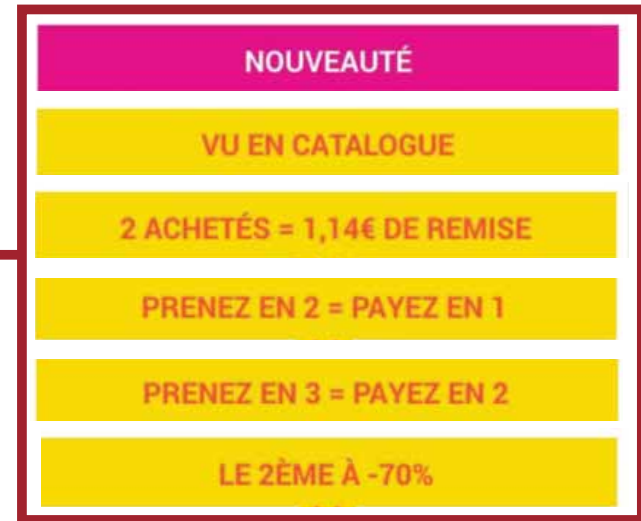 NOUVEAUTÉ
VU EN CATALOGUE
2 ACHETÉS = 1,14€ DE REMISE
PRENEZ EN 2 = PAYEZ EN 1
PRENEZ EN 3 = PAYEZ EN 2
LE 2ÈME À -70%